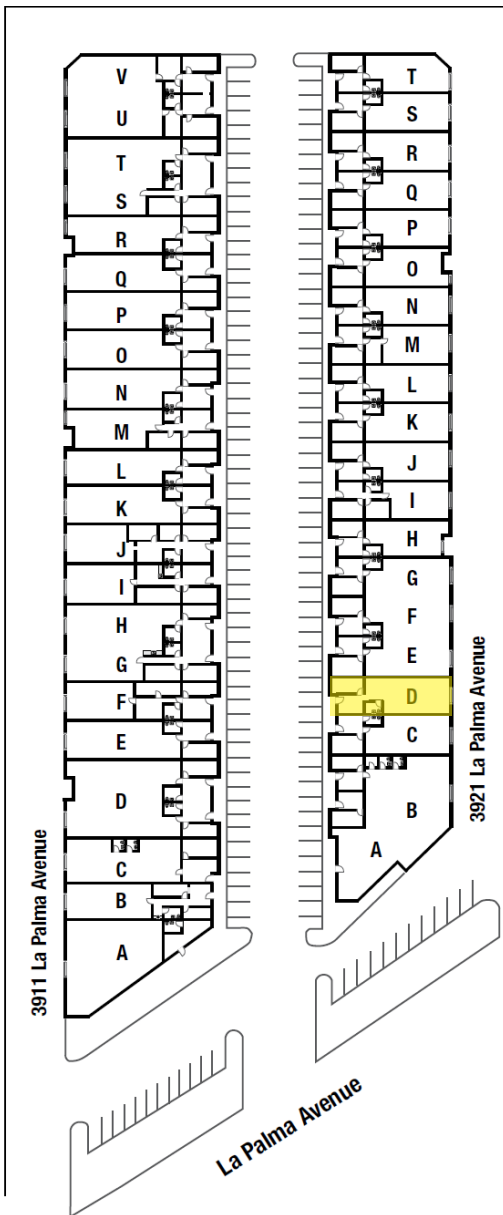 V
U
T
S
R
Q
P
O
N
M
L
K
J
I
H
G
F
E
D
C
B
A
3911 La Palma Avenue
T
S
R
Q
P
O
N
M
L
K
J
I
H
G
F
E
D
C
B
A
3921 La Palma Avenue
La Palma Avenue